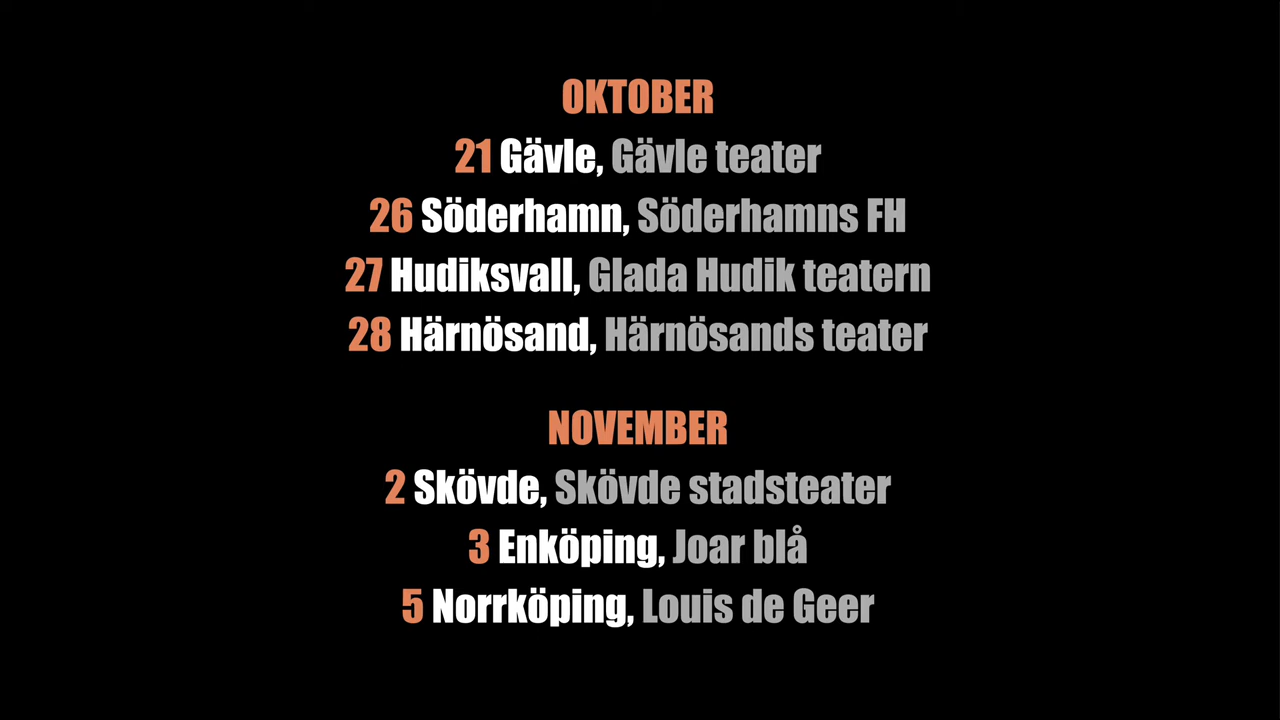 OKTOBER
21 Gävle, Gävle teater
26 Söderhamn, Söderhamns FH
27 Hudiksvall, Glada Hudik teatern
28 Härnösand, Härnösands teater
NOVEMBER
2 Skövde, Skövde stadsteater
3 Enköping, Joar blå
5 Norrköping, Louis de Geer